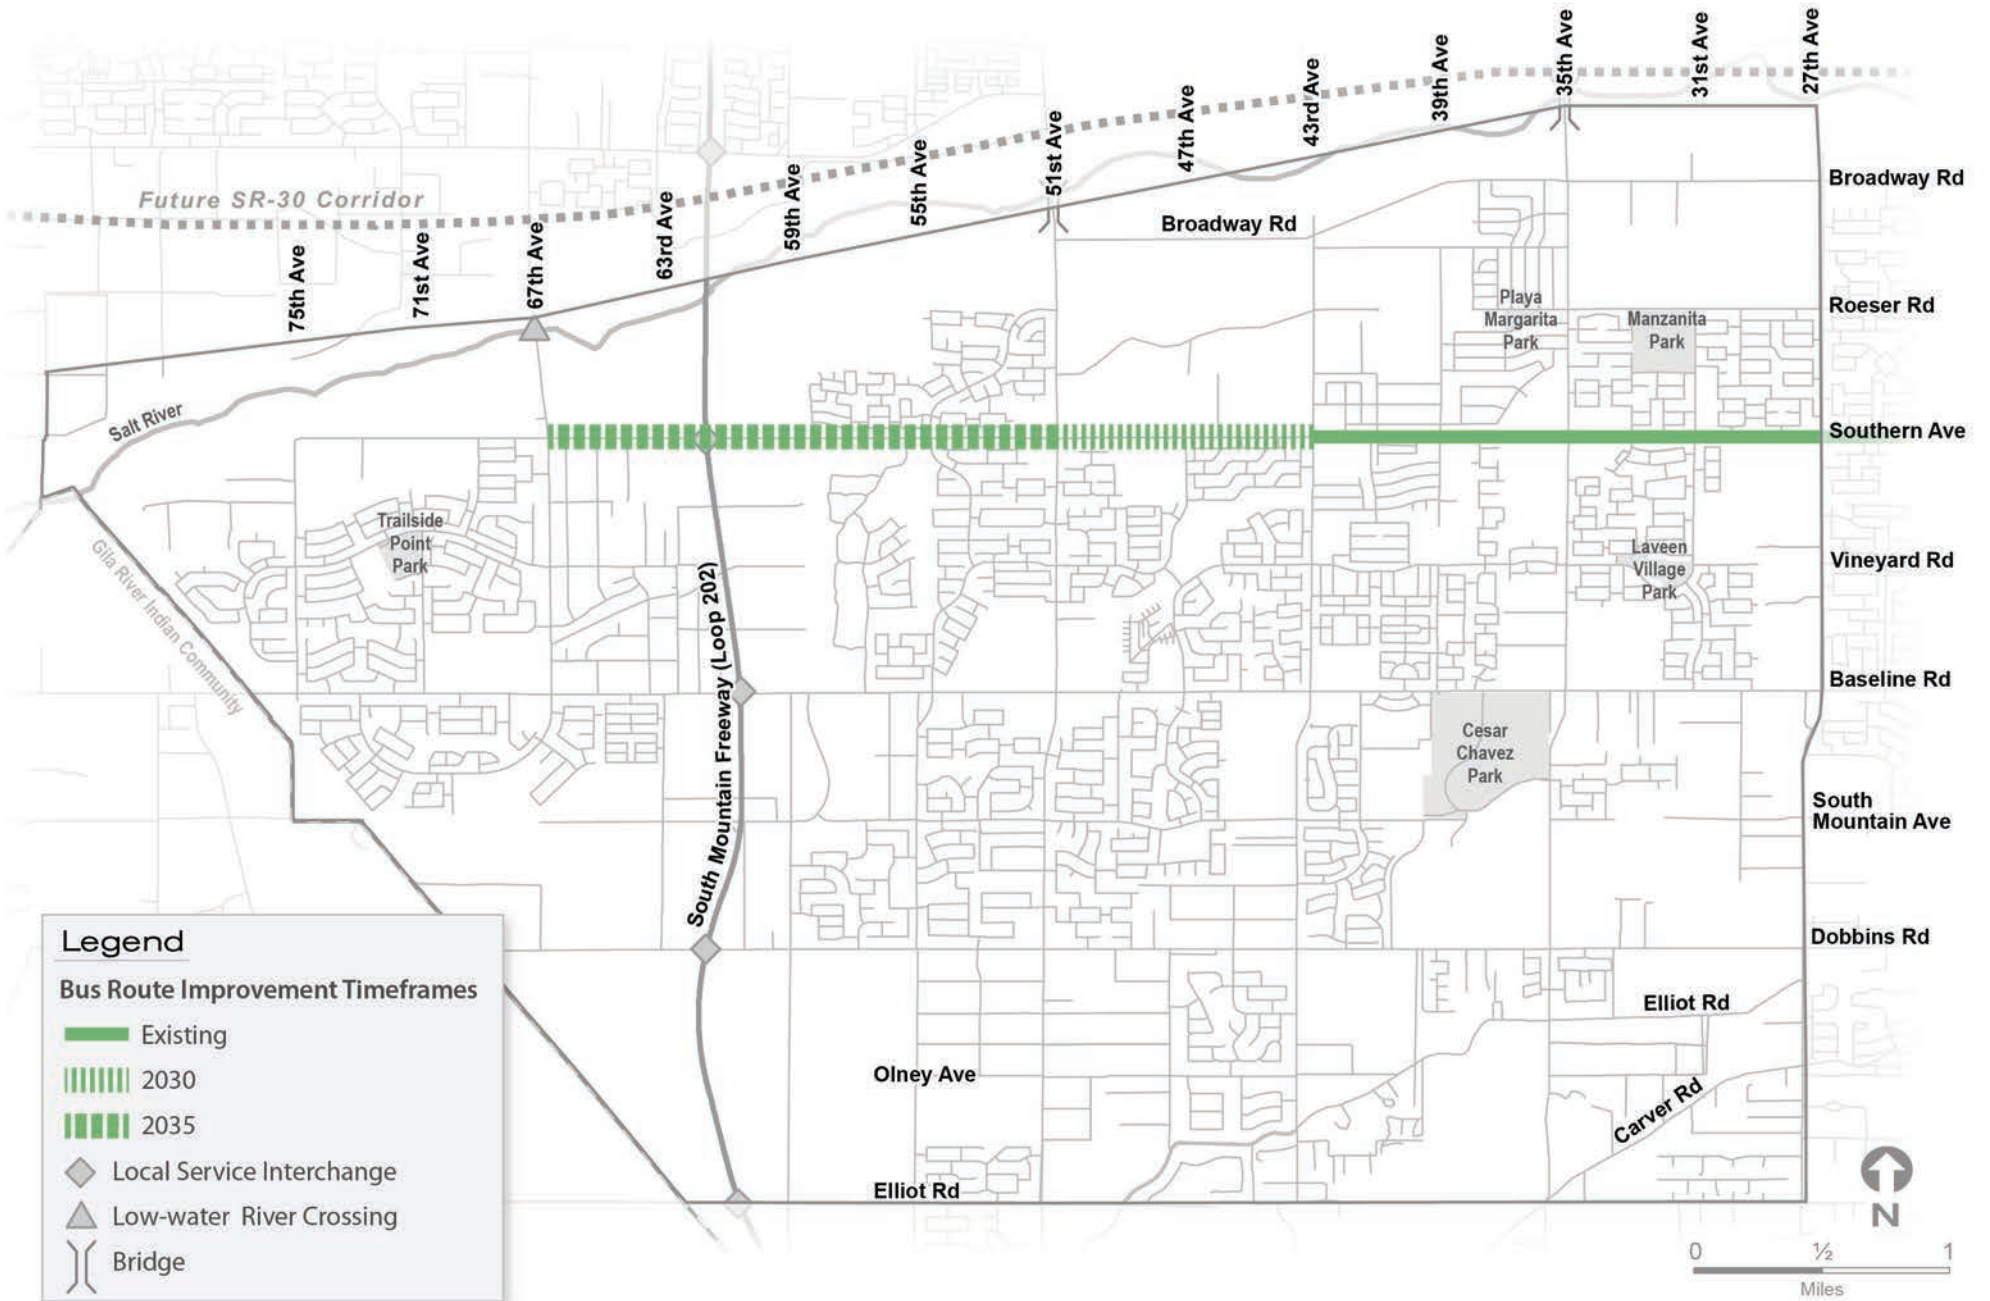 35th Ave
31st Ave
27th Ave
39th Ave
43rd Ave
47th Ave
51st Ave
55th Ave
59th Ave
63rd Ave
67th Ave
71st Ave
75th Ave
Future SR-30 Corridor
Broadway Rd
Broadway Rd
Roeser Rd
Playa
Margarita
Park
Manzanita
Park
Salt River
Southern Ave
Trailside
Point
Park
Laveen
Village
Park
Vineyard Rd
Gila River Indian Community
South Mountain Freeway (Loop 202)
Baseline Rd
Cesar
Chavez
Park
South
Mountain Ave
Dobbins Rd
Elliot Rd
Olney Ave
Carver Rd
Elliot Rd
Legend
Bus Route Improvement Timeframes
Existing
2030
2035
Local Service Interchange
Low-water River Crossing
Bridge
N
0 ½ 1
Miles